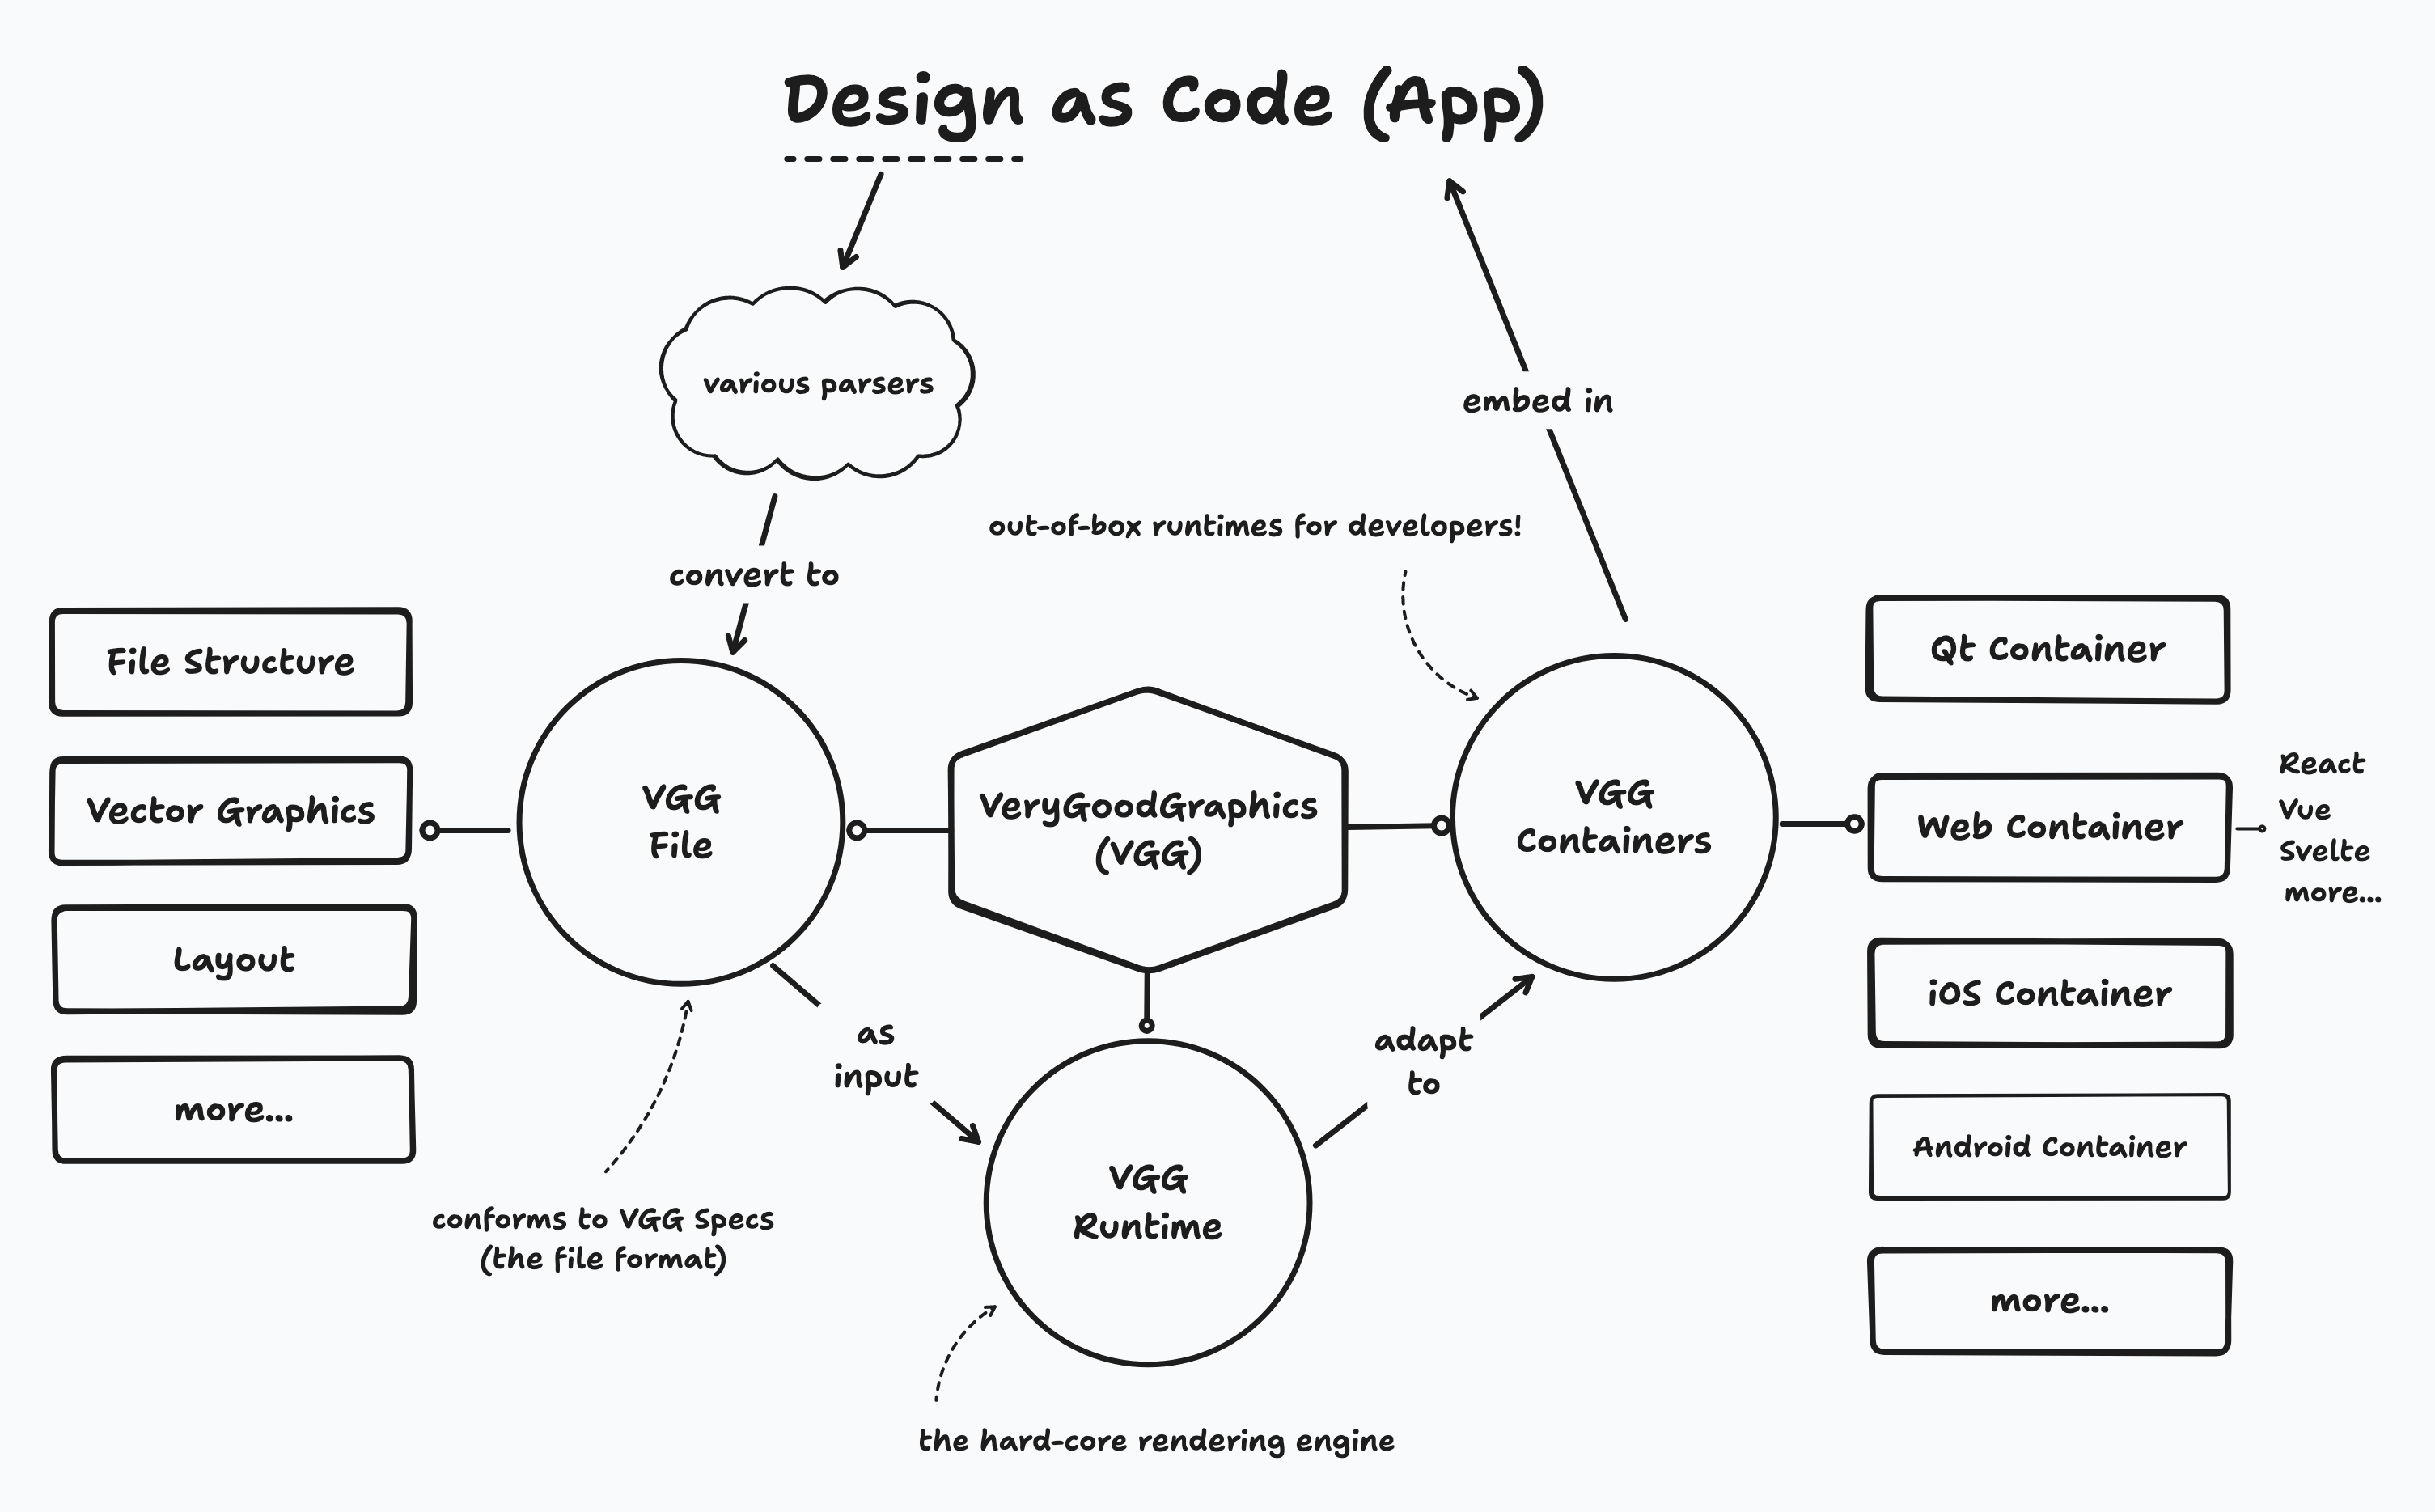 Design as Code (App)
various parsers
embed in
out-of-box runtimes for developers!
convert to
File Structure
Vector Graphics
Layout
more...
VGG
File
VeryGoodGraphics
(VGG)
VGG
Containers
Qt Container
Web Container
iOS Container
Android Container
more...
React
Vue
Svelte
more...
as
input
adapt
to
VGG
Runtime
conforms to VGG Specs
(the file format)
the hard-core rendering engine